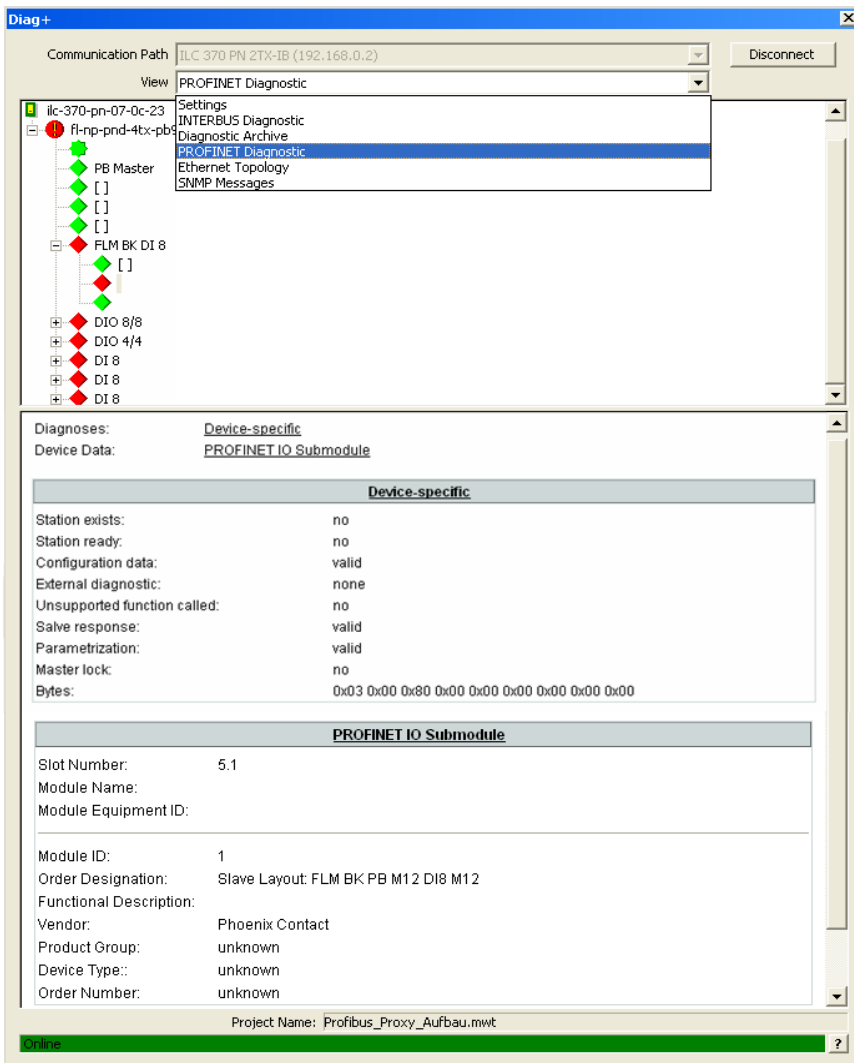 Diag+
Communication Path ILC 370 PN 2TX-IB (192.168.0.2) Disconnect
View PROFINET Diagnostic
Settings
INTERBUS Diagnostic
Diagnostic Archive
PROFINET Diagnostic
Ethernet Topology
SNMP Messages
ilc-370-pn-07-0c-23
fl-np-pnd-4tx-pb
PB Master
[ ]
[ ]
[ ]
FLM BK DI 8
[ ]
DIO 8/8
DIO 4/4
DI 8
DI 8
DI 8
Diagnoses: Device-specific
Device Data: PROFINET IO Submodule
Device-specific
Station exists: no
Station ready: no
Configuration data: valid
External diagnostic: none
Unsupported function called: no
Salve response: valid
Parametrization: valid
Master lock: no
Bytes: 0x03 0x00 0x80 0x00 0x00 0x00 0x00 0x00 0x00
PROFINET IO Submodule
Slot Number: 5.1
Module Name:
Module Equipment ID:
Module ID: 1
Order Designation: Slave Layout: FLM BK PB M12 DI8 M12
Functional Description:
Vendor: Phoenix Contact
Product Group: unknown
Device Type:: unknown
Order Number: unknown
Project Name: Profibus_Proxy_Aufbau.mwt
Online ?